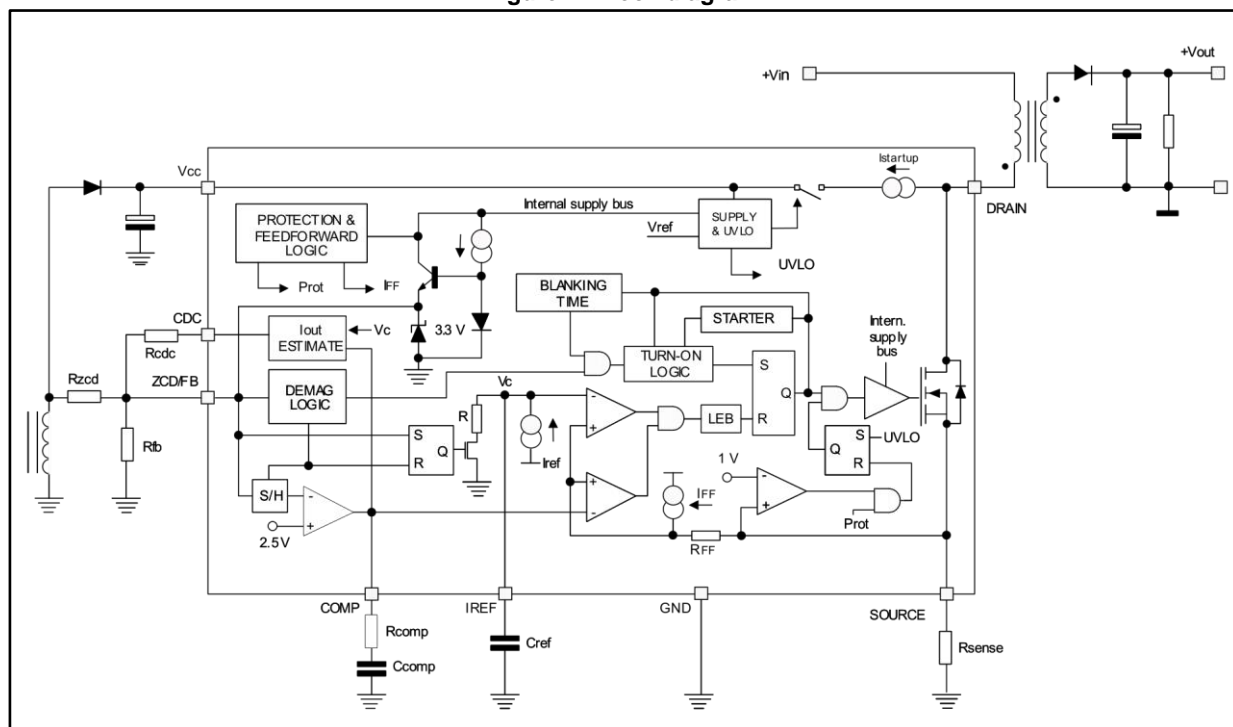 +Vin
+Vout
Vcc
Istartup
DRAIN
Internal supply bus
PROTECTION &
FEEDFORWARD
LOGIC
Vref
SUPPLY
& UVLO
UVLO
Prot
IFF
BLANKING
TIME
STARTER
CDC
Rcdc
Iout
ESTIMATE
Vc
3.3 V
TURN-ON
LOGIC
Intern.
supply
bus
Rzcd
ZCD/FB
DEMAG
LOGIC
Vc
R
S
Q
R
LEB
Rfb
S
Q
R
Iref
S
Q
R
UVLO
S/H
-
+
2.5 V
-
+
+
-
1 V
-
+
IFF
RFF
Prot
COMP
IREF
GND
SOURCE
Rcomp
Ccomp
Cref
Rsense